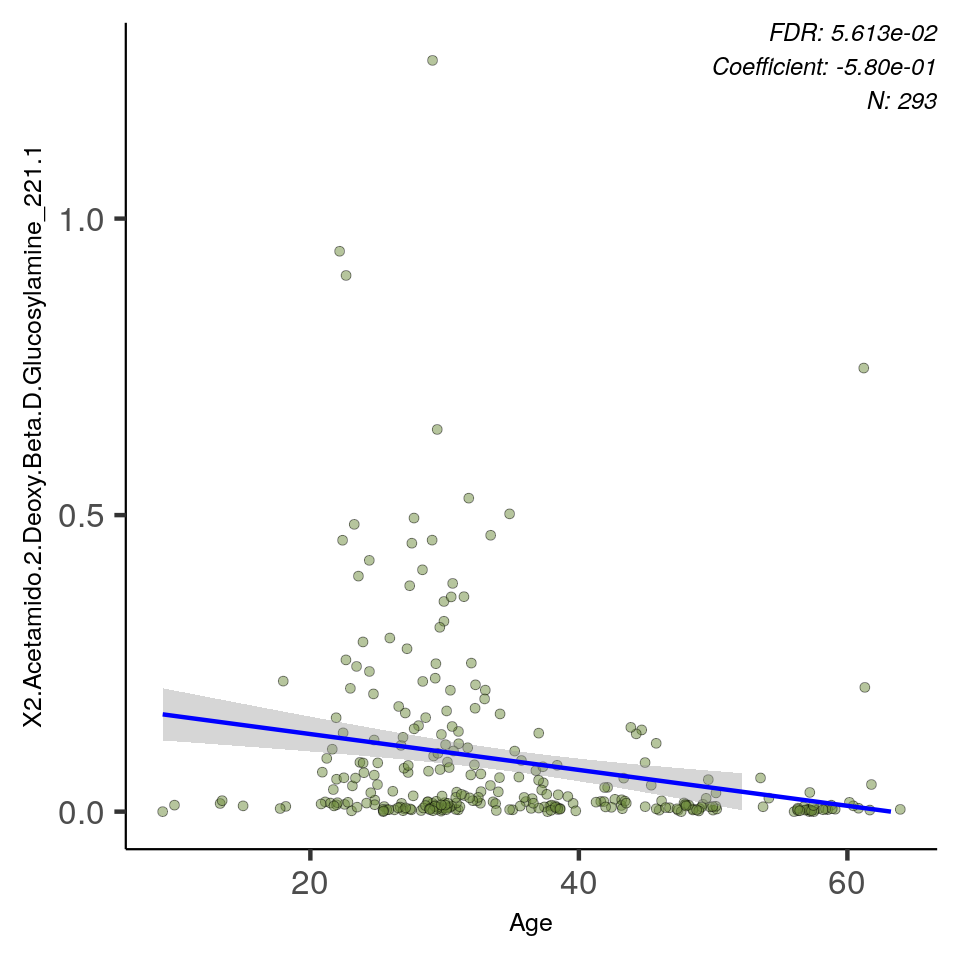 FDR: 5.613e-02
Coefficient: -5.80e-01
N: 293
X2.Acetamido.2.Deoxy.Beta.D.Glucosylamine_221.1
1.0
0.5
0.0
20
40
60
Age